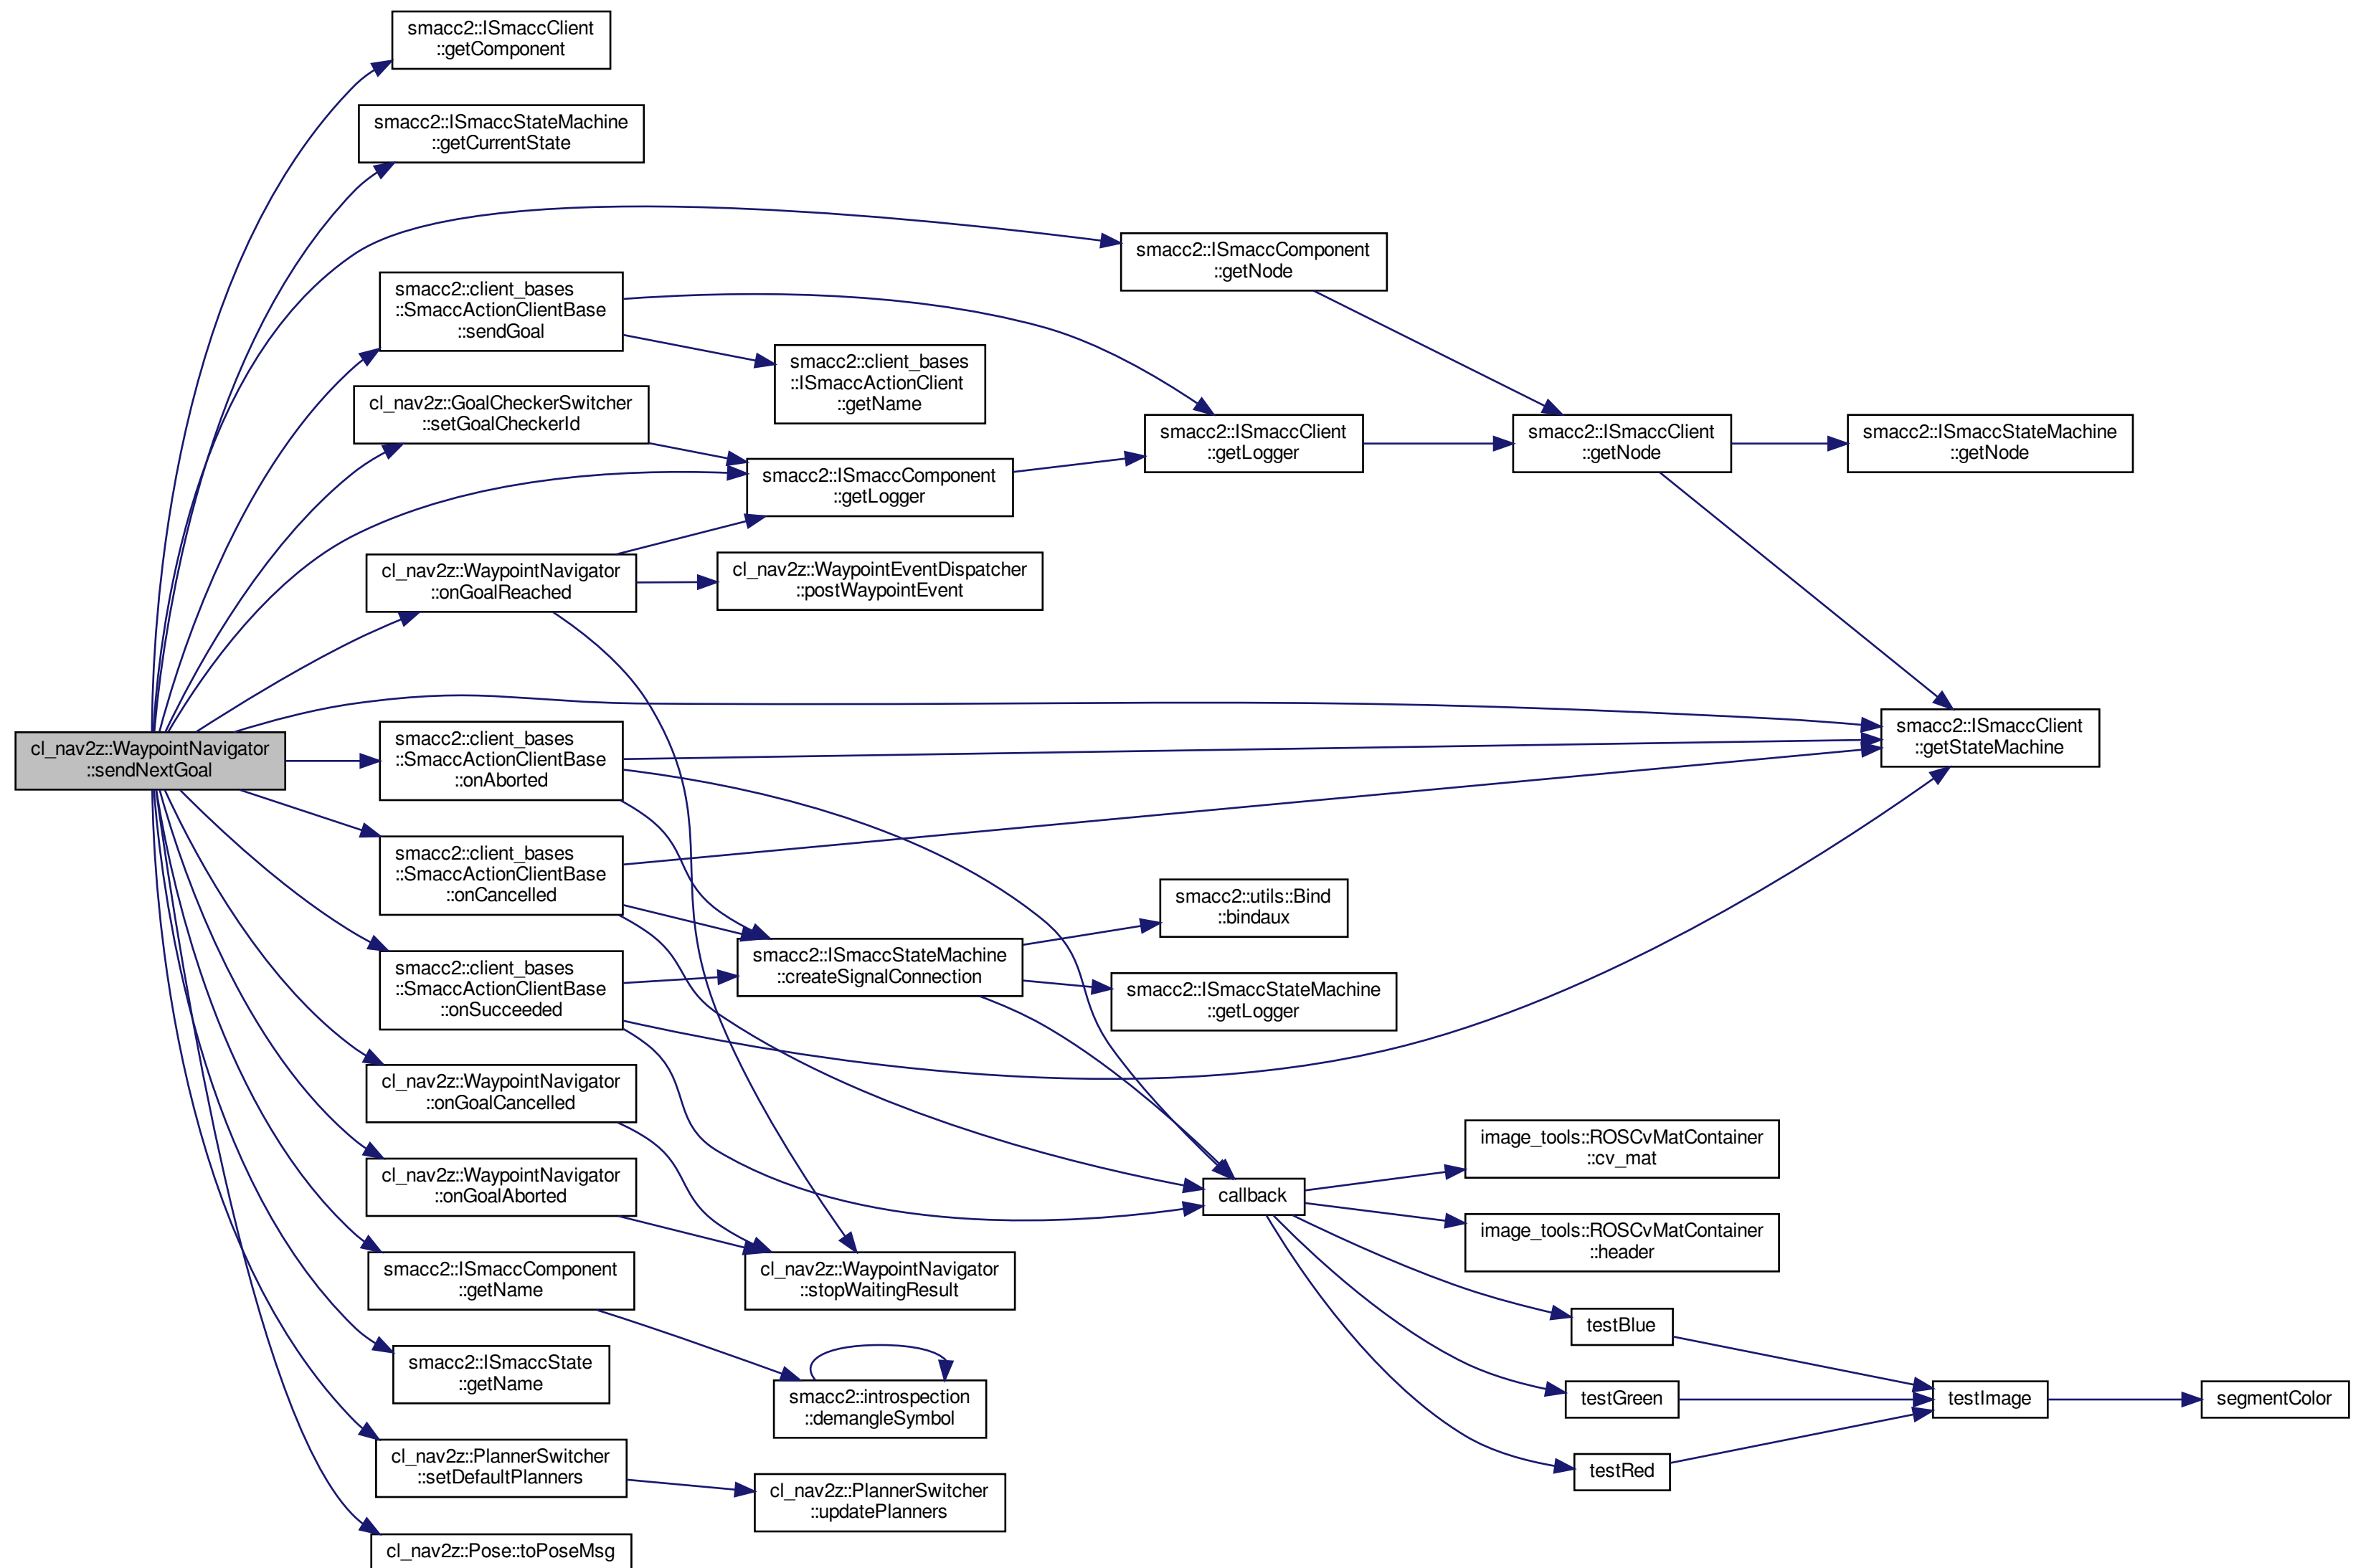 smacc2::ISmaccClient
::getComponent
smacc2::ISmaccStateMachine
::getCurrentState
smacc2::ISmaccComponent
::getNode
smacc2::client_bases
::SmaccActionClientBase
::sendGoal
smacc2::client_bases
::ISmaccActionClient
::getName
cl_nav2z::GoalCheckerSwitcher
::setGoalCheckerId
smacc2::ISmaccClient
::getLogger
smacc2::ISmaccClient
::getNode
smacc2::ISmaccStateMachine
::getNode
smacc2::ISmaccComponent
::getLogger
cl_nav2z::WaypointNavigator
::onGoalReached
cl_nav2z::WaypointEventDispatcher
::postWaypointEvent
cl_nav2z::WaypointNavigator
::sendNextGoal
smacc2::client_bases
::SmaccActionClientBase
::onAborted
smacc2::ISmaccClient
::getStateMachine
smacc2::client_bases
::SmaccActionClientBase
::onCancelled
smacc2::utils::Bind
::bindaux
smacc2::client_bases
::SmaccActionClientBase
::onSucceeded
smacc2::ISmaccStateMachine
::createSignalConnection
smacc2::ISmaccStateMachine
::getLogger
cl_nav2z::WaypointNavigator
::onGoalCancelled
image_tools::ROSCvMatContainer
::cv_mat
cl_nav2z::WaypointNavigator
::onGoalAborted
callback
image_tools::ROSCvMatContainer
::header
smacc2::ISmaccComponent
::getName
cl_nav2z::WaypointNavigator
::stopWaitingResult
testBlue
smacc2::ISmaccState
::getName
smacc2::introspection
::demangleSymbol
testGreen
testImage
segmentColor
cl_nav2z::PlannerSwitcher
::setDefaultPlanners
testRed
cl_nav2z::PlannerSwitcher
::updatePlanners
cl_nav2z::Pose::toPoseMsg